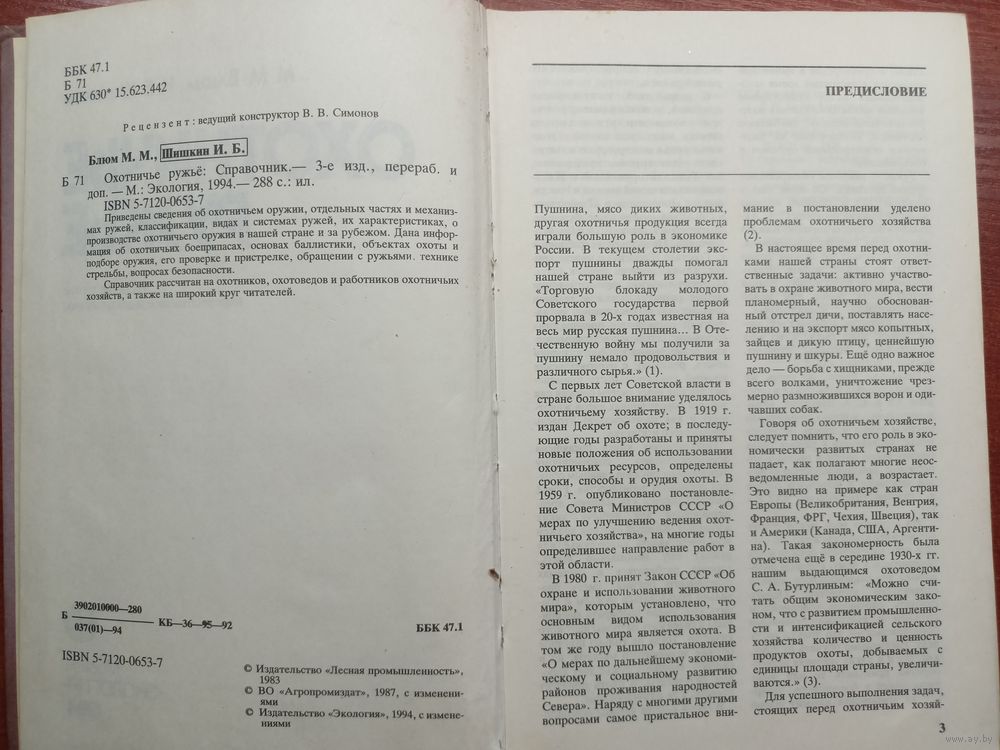 ББК 47.1
Б 71
УДК 630* 15.623.442
Рецензент: ведущий конструктор В. В. Симонов
Блюм М. М., Шишкин И. Б.
Б 71 Охотничье ружьё: Справочник.— 3-е изд., перераб. и
доп. — М.: Экология, 1994.— 288 с.: ил.
ISBN 5-7120-0653-7
Приведены сведения об охотничьем оружии, отдельных частях и механиз-
мах ружей, классификации, видах и системах ружей, их характеристиках, о
производстве охотничьего оружия в нашей стране и за рубежом. Дана инфор-
мация об охотничьих боеприпасах, основах баллистики, объектах охоты и
подборе оружия, его проверке и пристрелке, обращении с ружьями. технике
стрельбы, вопросах безопасности.
Справочник рассчитан на охотников, охотоведов и работников охотничьих
хозяйств, а также на широкий круг читателей.
Б 3902010000—280
037(01)—94 КБ—36—95—92
ББК 47.1
ISBN 5-7120-0653-7
© Издательство «Лесная промышленность»,
1983
© ВО «Агропромиздат», 1987, с изменени-
ями
© Издательство «Экология», 1994, с измене-
ниями
ПРЕДИСЛОВИЕ
Пушнина, мясо диких животных,
другая охотничья продукция всегда
играли большую роль в экономике
России. В текущем столетии экс-
порт пушнины дважды помогал
нашей стране выйти из разрухи.
«Торговую блокаду молодого
Советского государства первой
прорвала в 20-х годах известная на
весь мир русская пушнина... В Оте-
чественную войну мы получили за
пушнину немало продовольствия и
различного сырья.» (1).
С первых лет Советской власти в
стране большое внимание уделялось
охотничьему хозяйству. В 1919 г.
издан Декрет об охоте; в последу-
ющие годы разработаны и приняты
новые положения об использовании
охотничьих ресурсов, определены
сроки, способы и орудия охоты. В
1959 г. опубликовано постановле-
ние Совета Министров СССР «О
мерах по улучшению ведения охот-
ничьего хозяйства», на многие годы
определившее направление работ в
этой области.
В 1980 г. принят Закон СССР «Об
охране и использовании животного
мира», которым установлено, что
основным видом использования
животного мира является охота. В
том же году вышло постановление
«О мерах по дальнейшему экономи-
ческому и социальному развитию
районов проживания народностей
Севера». Наряду с многими другими
вопросами самое пристальное вни-
мание в постановлении уделено
проблемам охотничьего хозяйства
(2).
В настоящее время перед охотни-
ками нашей страны стоят ответ-
ственные задачи: активно участво-
вать в охране животного мира, вести
планомерный, научно обоснован-
ный отстрел дичи, поставлять насе-
лению и на экспорт мясо копытных,
зайцев и дикую птицу, ценнейшую
пушнину и шкуры. Ещё одно важное
дело — борьба с хищниками, прежде
всего волками, уничтожение чрез-
мерно размножившихся ворон и оди-
чавших собак.
Говоря об охотничьем хозяйстве,
следует помнить, что его роль в эко-
номически развитых странах не
падает, как полагают многие неос-
ведомленные люди, а возрастает.
Это видно на примере как стран
Европы (Великобритания, Венгрия,
Франция, ФРГ, Чехия, Швеция), так
и Америки (Канада, США, Аргенти-
на). Такая закономерность была
отмечена ещё в середине 1930-х гг.
нашим выдающимся охотоведом
С. А. Бутурлиным: «Можно счи-
тать общим экономическим зако-
ном, что с развитием промышленно-
сти и интенсификацией сельского
хозяйства количество и ценность
продуктов охоты, добываемых с
единицы площади страны, увеличи-
ваются.» (3).
Для успешного выполнения задач,
стоящих перед охотничьим хозяй-
3
www.ay.by